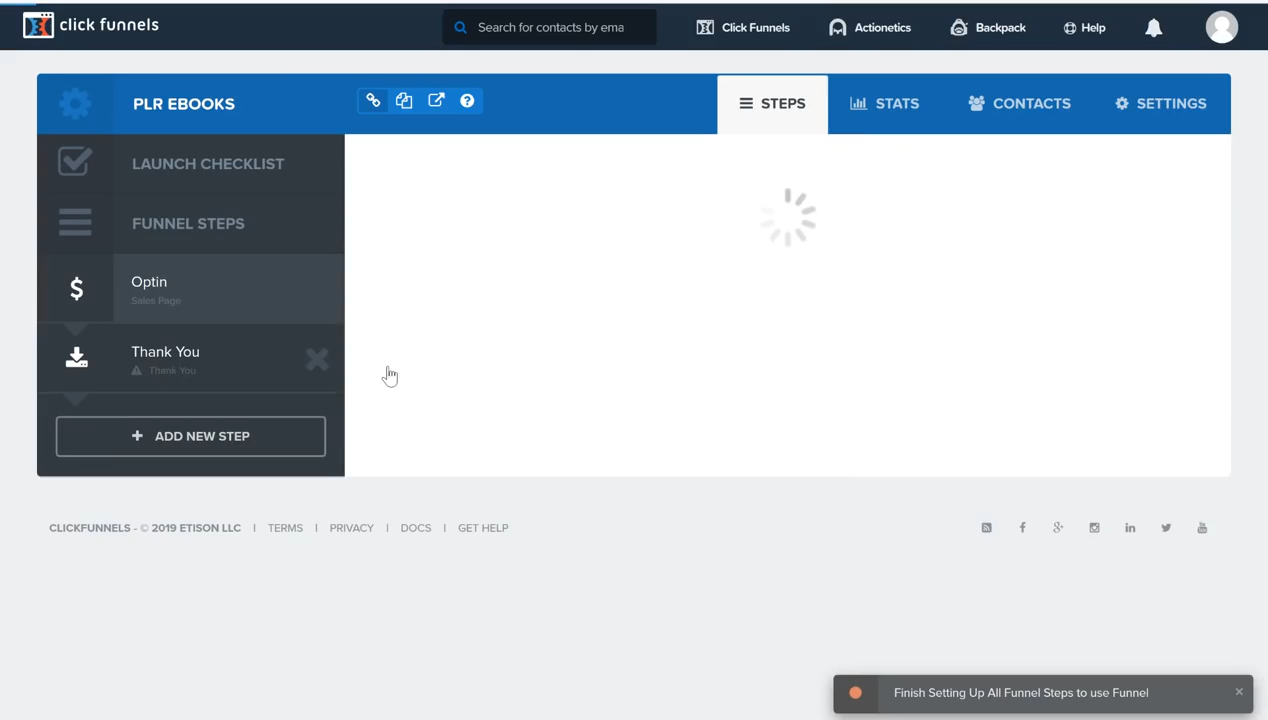 click funnels
Search for contacts by ema
Click Funnels
Actionetics
Backpack
Help
PLR EBOOKS
STEPS
STATS
CONTACTS
SETTINGS
LAUNCH CHECKLIST
FUNNEL STEPS
Optin
Sales Page
Thank You
Thank You
+ ADD NEW STEP
CLICKFUNNELS - © 2019 ETISON LLC | TERMS | PRIVACY | DOCS | GET HELP
Finish Setting Up All Funnel Steps to use Funnel ×